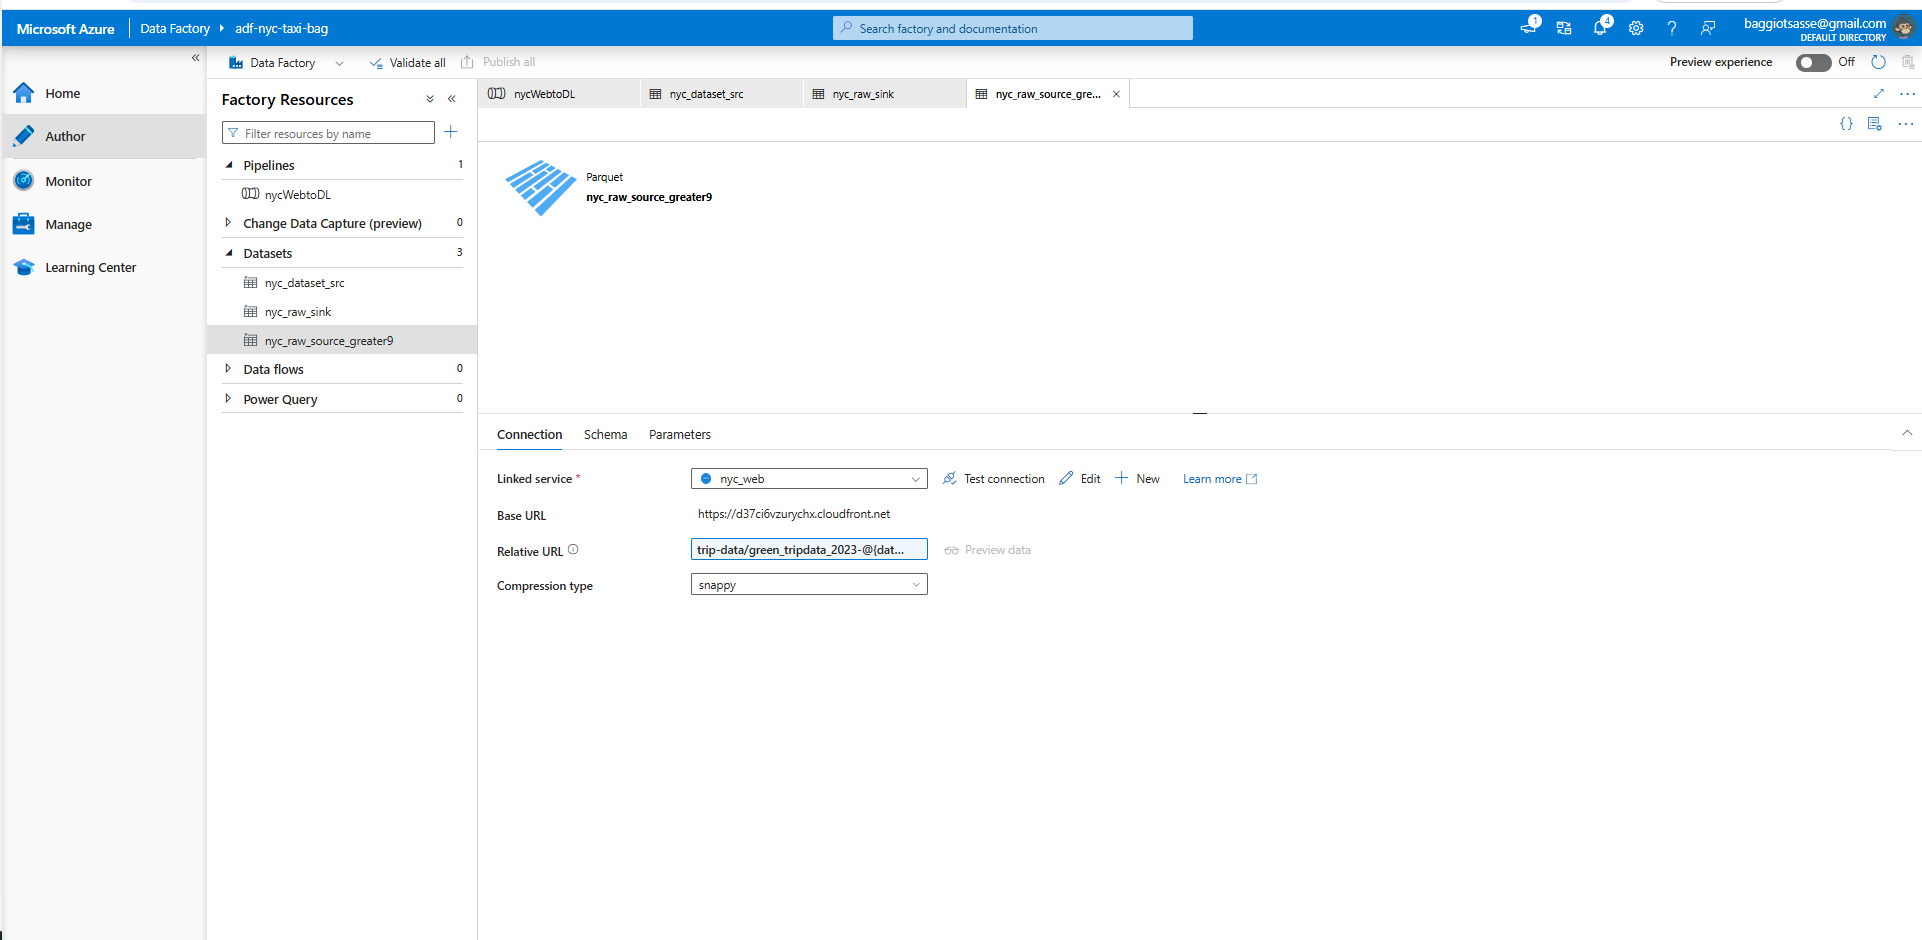 Microsoft Azure
Data Factory
adf-nyc-taxi-bag
Search factory and documentation
1
4
baggiotsasse@gmail.com
DEFAULT DIRECTORY
Home
Author
Monitor
Manage
Learning Center
Data Factory
Validate all
Publish all
Preview experience
Off
Factory Resources
Filter resources by name
Pipelines 1
nycWebtoDL
Change Data Capture (preview) 0
Datasets 3
nyc_dataset_src
nyc_raw_sink
nyc_raw_source_greater9
Data flows 0
Power Query 0
nycWebtoDL
nyc_dataset_src
nyc_raw_sink
nyc_raw_source_gre...
Parquet
nyc_raw_source_greater9
Connection
Schema
Parameters
Linked service *
nyc_web
Test connection
Edit
New
Learn more
Base URL
https://d37ci6vzurychx.cloudfront.net
Relative URL
trip-data/green_tripdata_2023-@{dat...
Preview data
Compression type
snappy